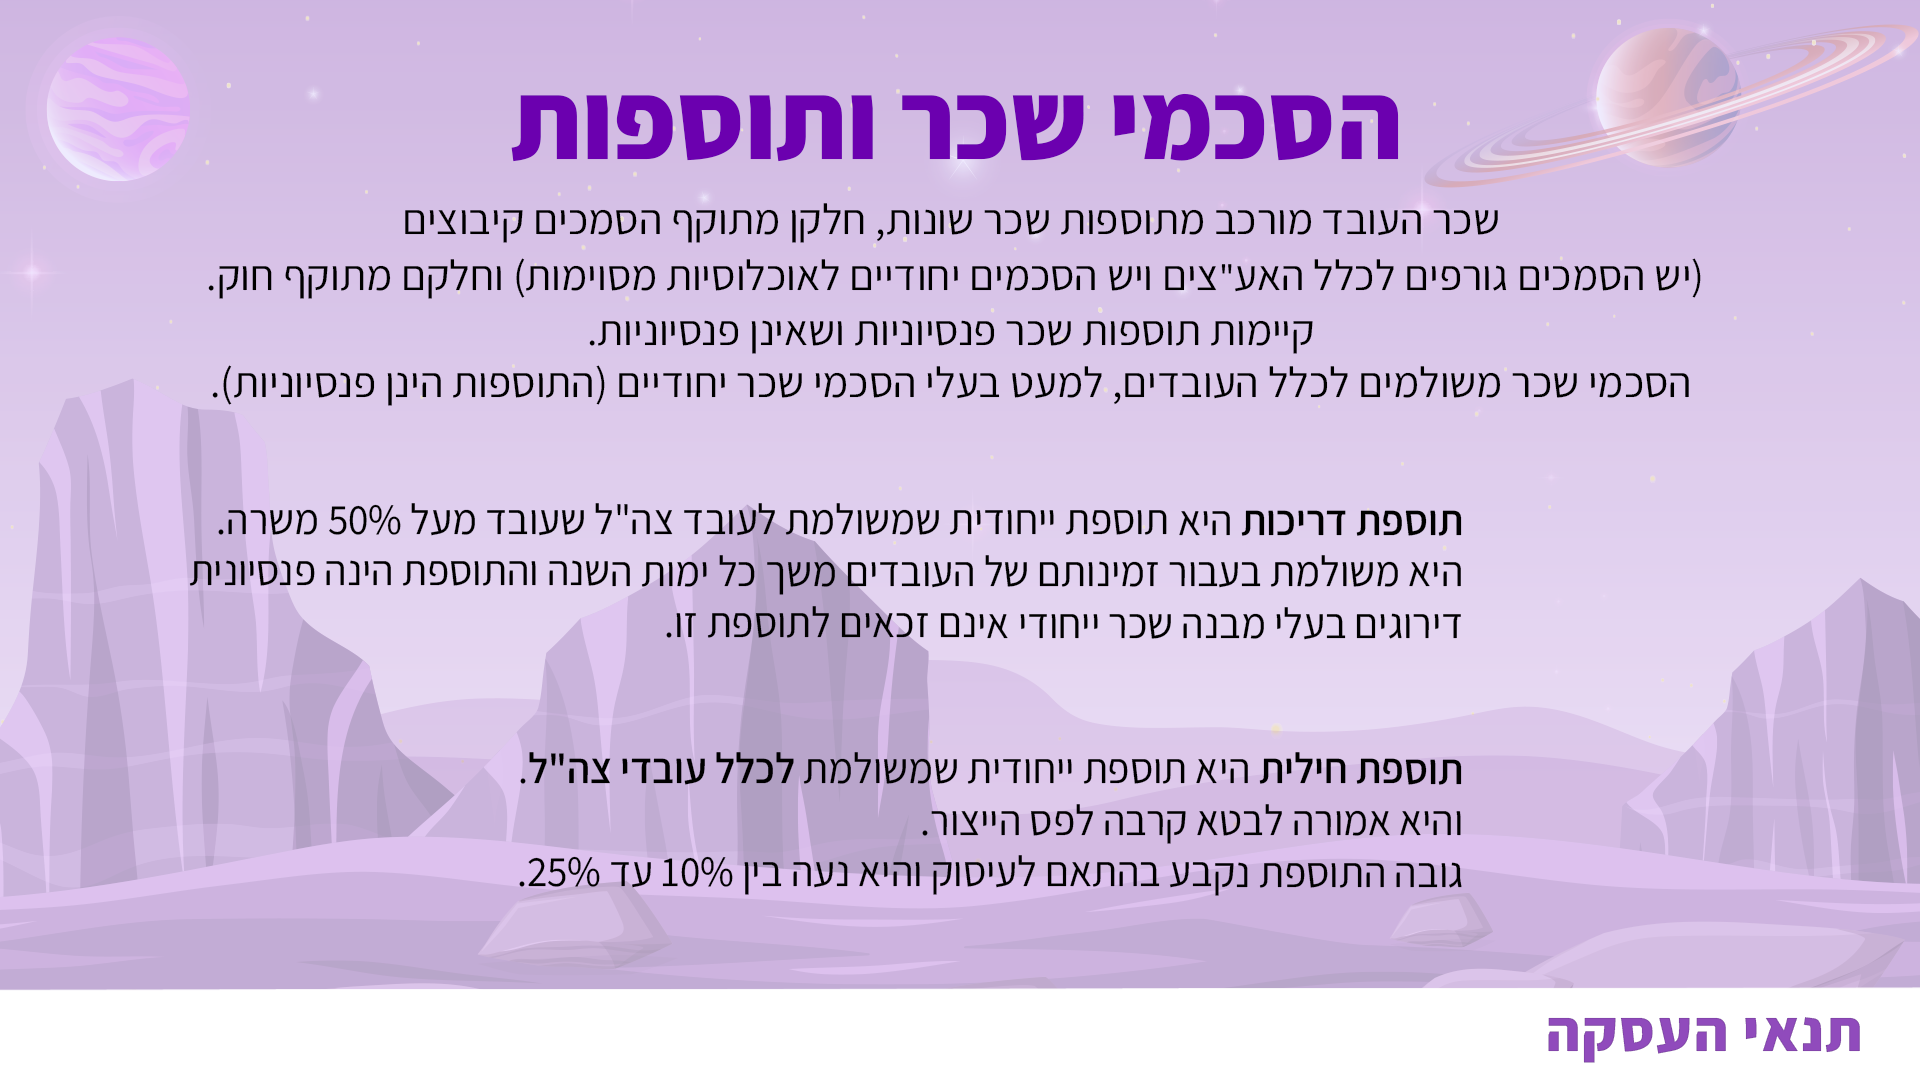 הסכמי שכר ותוספות
שכר העובד מורכב מתוספות שכר שונות, חלקן מתוקף הסמכים קיבוצים
(יש הסמכים גורפים לכלל האע"צים ויש הסכמים יחודיים לאוכלוסיות מסוימות) וחלקם מתוקף חוק.
קיימות תוספות שכר פנסיוניות ושאינן פנסיוניות.
הסכמי שכר משולמים לכלל העובדים, למעט בעלי הסכמי שכר יחודיים (התוספות הינן פנסיוניות).
תוספת דריכות היא תוספת ייחודית שמשולמת לעובד צה"ל שעובד מעל 50% משרה.
היא משולמת בעבור זמינותם של העובדים משך כל ימות השנה והתוספת הינה פנסיונית
דירוגים בעלי מבנה שכר ייחודי אינם זכאים לתוספת זו.
תוספת חילית היא תוספת ייחודית שמשולמת לכלל עובדי צה"ל.
והיא אמורה לבטא קרבה לפס הייצור.
גובה התוספת נקבע בהתאם לעיסוק והיא נעה בין 10% עד 25%.
תנאי העסקה